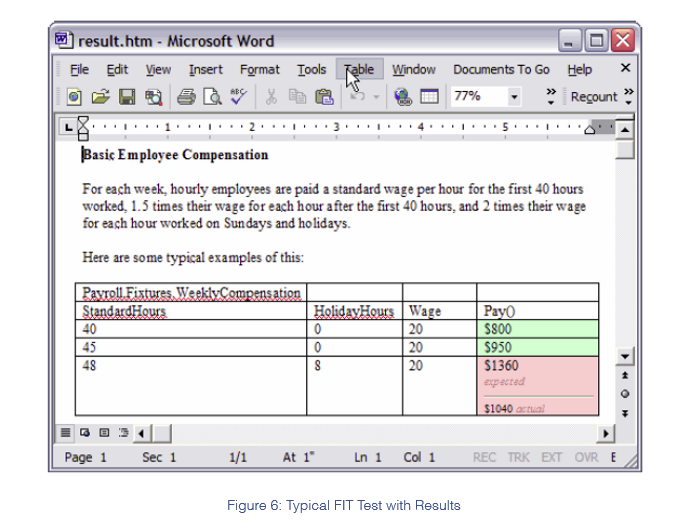 result.htm - Microsoft Word
File Edit View Insert Format Tools Table Window Documents To Go Help ×
ABC 77% Recount
L 1 2 3 4 5
Basic Employee Compensation
For each week, hourly employees are paid a standard wage per hour for the first 40 hours
worked, 1.5 times their wage for each hour after the first 40 hours, and 2 times their wage
for each hour worked on Sundays and holidays.
Here are some typical examples of this:
Payroll.Fixtures.WeeklyCompensation
StandardHours HolidayHours Wage Pay()
40 0 20 $800
45 0 20 $950
48 8 20 $1360
expected
$1040 actual
Page 1 Sec 1 1/1 At 1" Ln 1 Col 1 REC TRK EXT OVR E
Figure 6: Typical FIT Test with Results